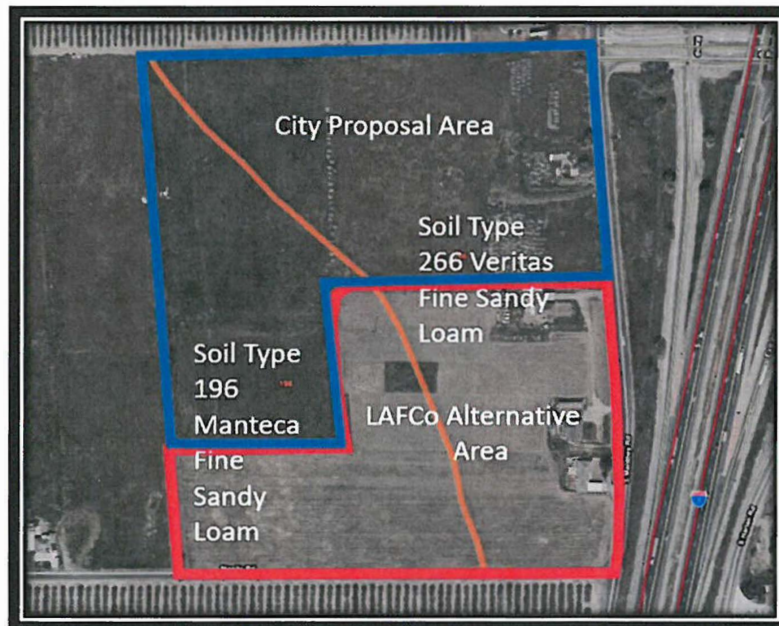 City Proposal Area
Soil Type
266 Veritas
Fine Sandy
Loam
Soil Type
196
Manteca
Fine
Sandy
Loam
196
LAFCo Alternative
Area